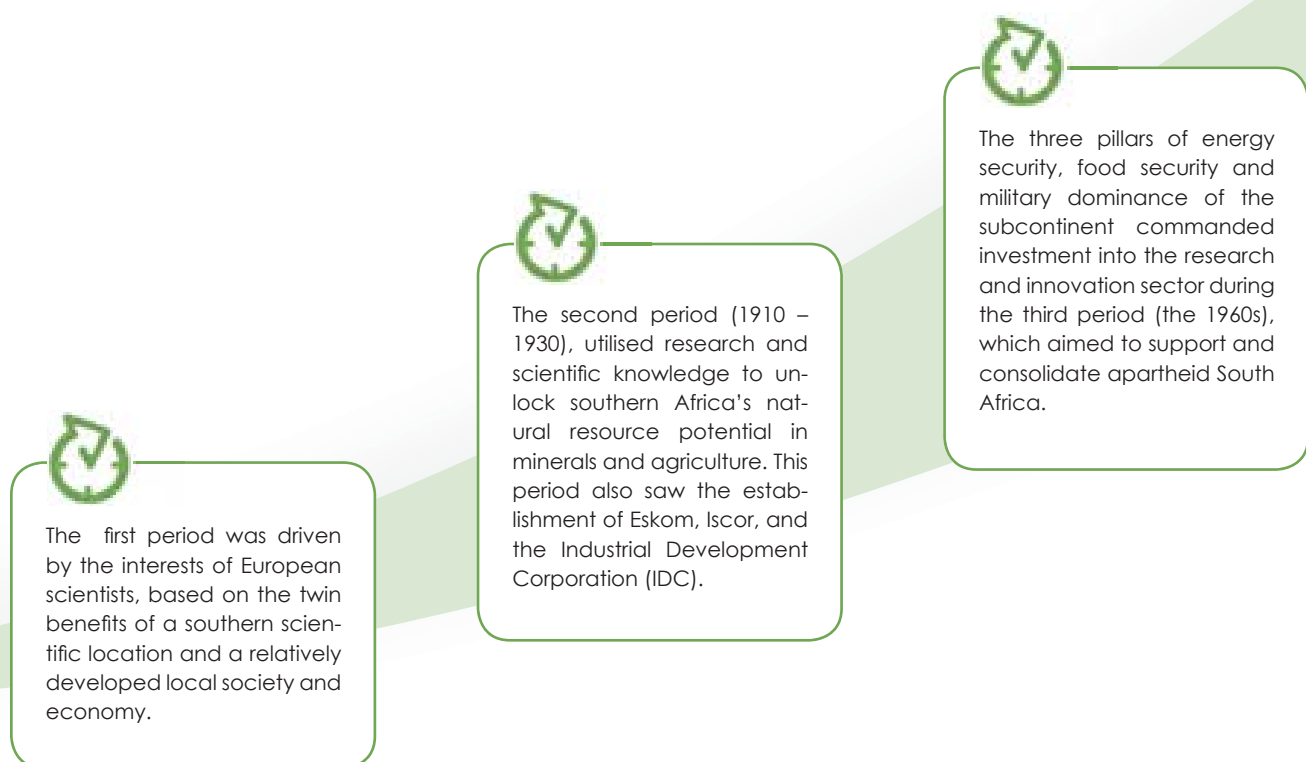 The first period was driven
by the interests of European
scientists, based on the twin
benefits of a southern scien-
tific location and a relatively
developed local society and
economy.
The second period (1910 –
1930), utilised research and
scientific knowledge to un-
lock southern Africa's nat-
ural resource potential in
minerals and agriculture. This
period also saw the estab-
lishment of Eskom, Iscor, and
the Industrial Development
Corporation (IDC).
The three pillars of energy
security, food security and
military dominance of the
subcontinent commanded
investment into the research
and innovation sector during
the third period (the 1960s),
which aimed to support and
consolidate apartheid South
Africa.